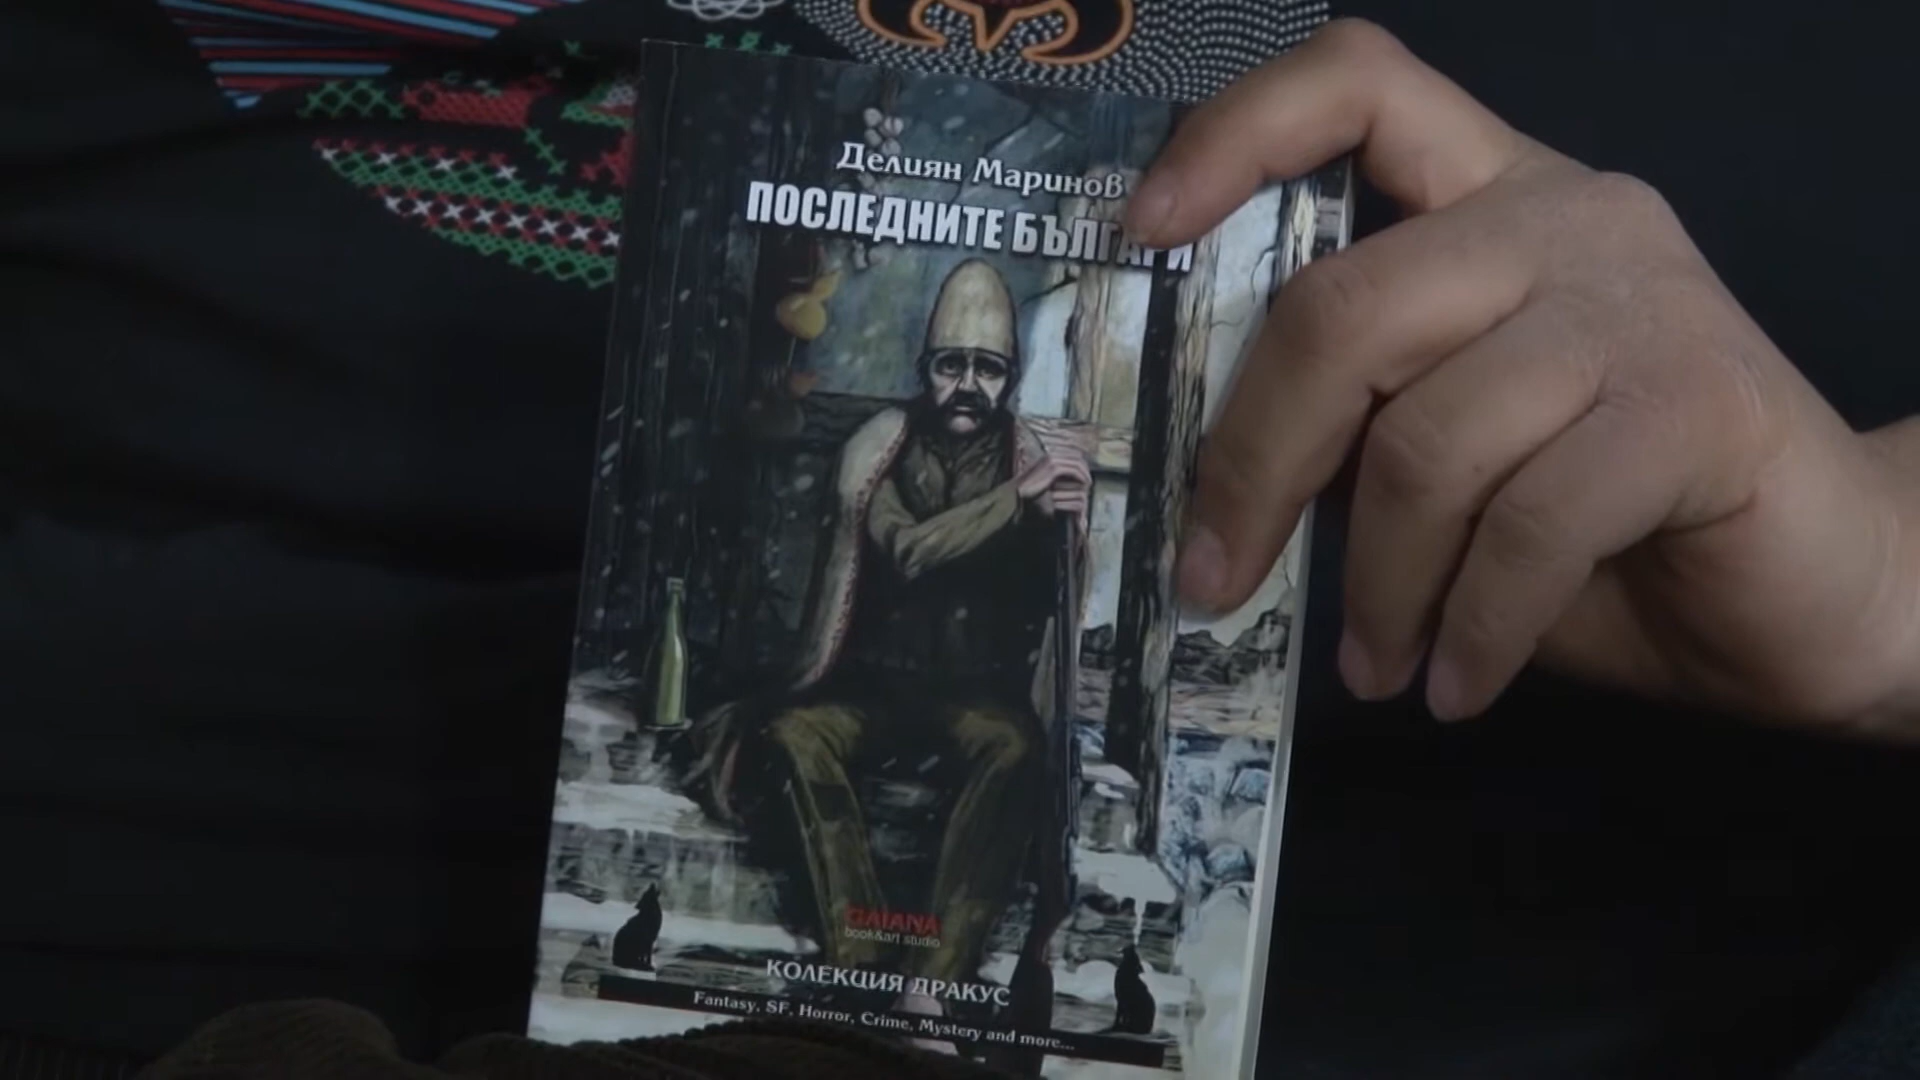 Делиян Маринов
ПОСЛЕДНИТЕ БЪЛГАРИ
GAIANA
book&art studio
КОЛЕКЦИЯ ДРАКУС
Fantasy, SF, Horror, Crime, Mystery and more...